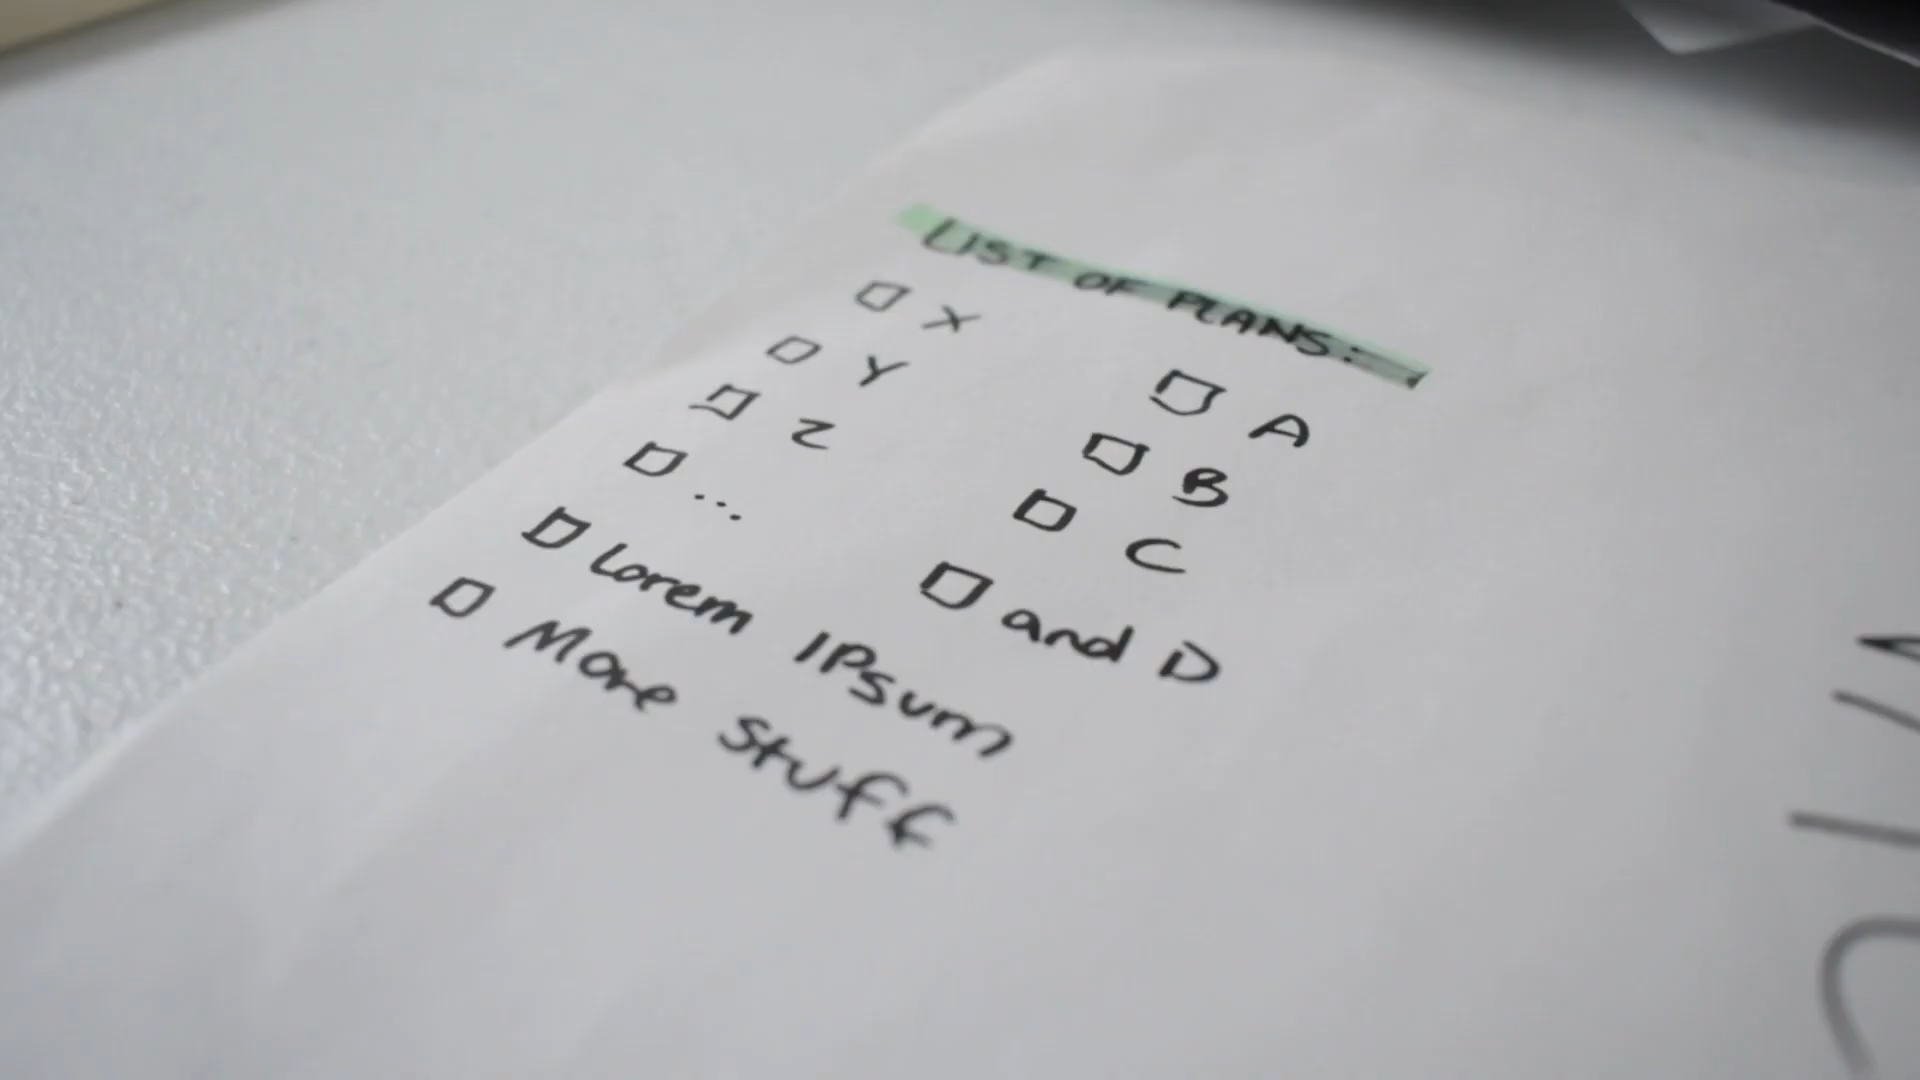 LIST OF PLANS:
☐ X
☐ Y
☐ Z
☐ ...
☐ Lorem IPsum
☐ More Stuff
☐ A
☐ B
☐ C
☐ and D